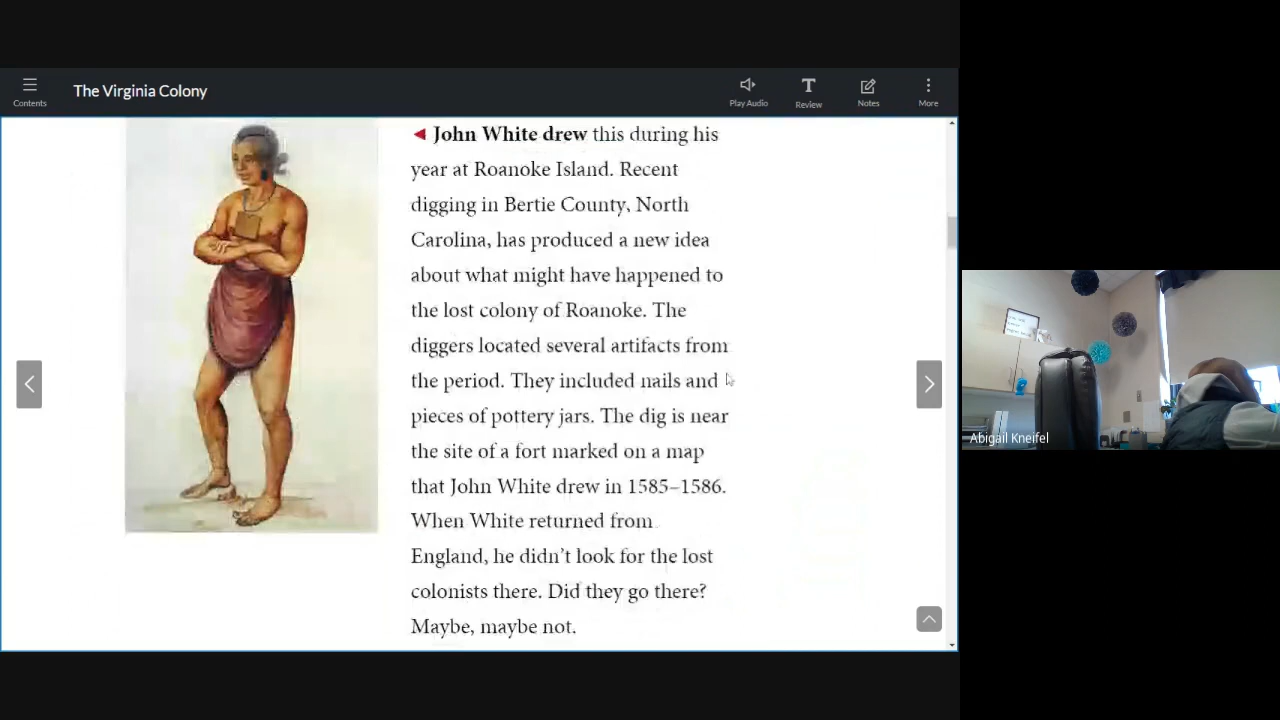 Contents
The Virginia Colony
Play Audio
Review
Notes
More
John White drew this during his
year at Roanoke Island. Recent
digging in Bertie County, North
Carolina, has produced a new idea
about what might have happened to
the lost colony of Roanoke. The
diggers located several artifacts from
the period. They included nails and
pieces of pottery jars. The dig is near
the site of a fort marked on a map
that John White drew in 1585–1586.
When White returned from
England, he didn't look for the lost
colonists there. Did they go there?
Maybe, maybe not.
Abigail Kneifel